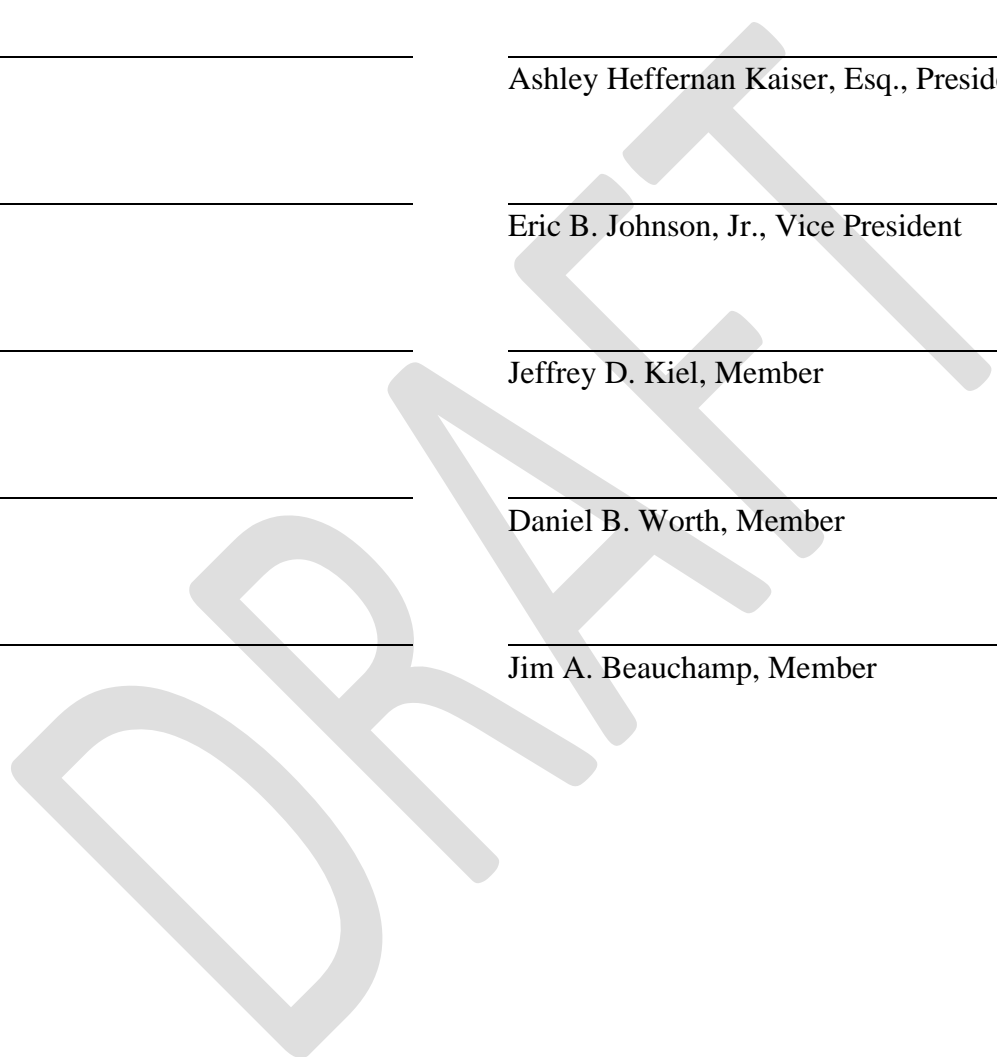 Ashley Heffernan Kaiser, Esq.,
Eric B. Johnson, Jr., Vice President
Jeffrey D. Kiel, Member
Daniel B. Worth, Member
Jim A. Beauchamp, Member
DRAFT